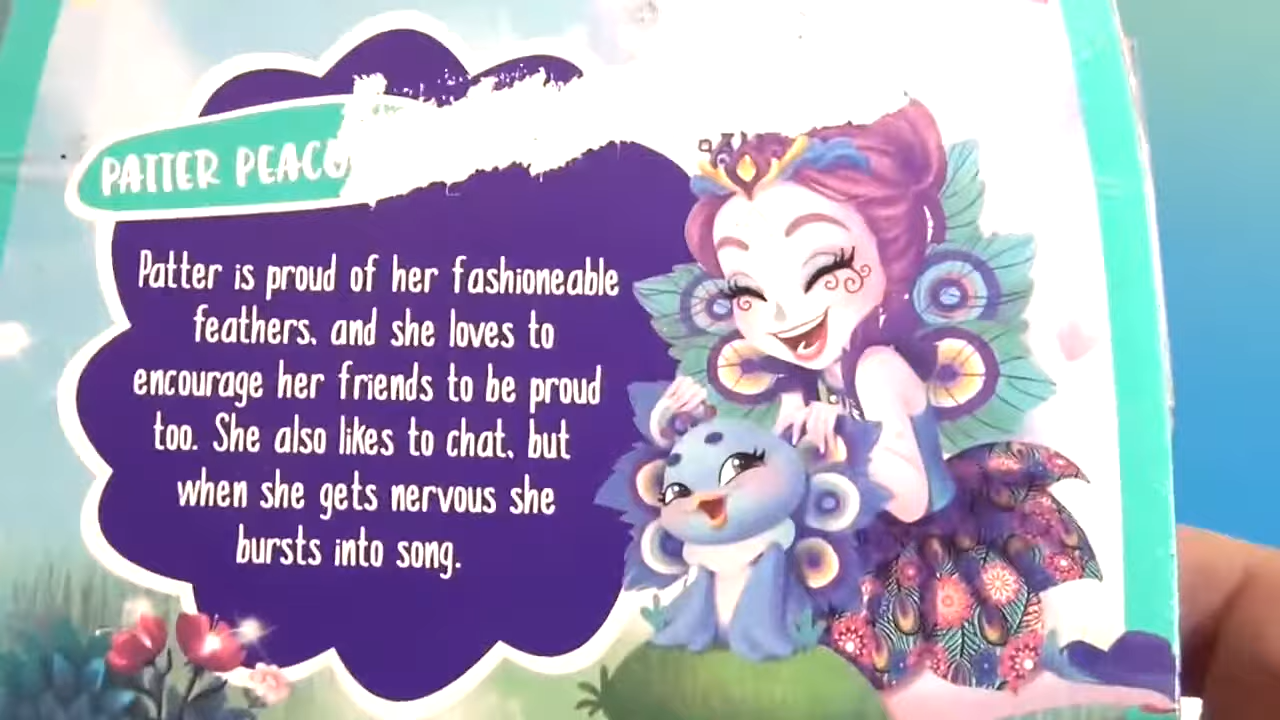 PATTER
Patter is proud of her fashioneable
feathers, and she loves to
encourage her friends to be proud
too. She also likes to chat, but
when she gets nervous she
bursts into song.